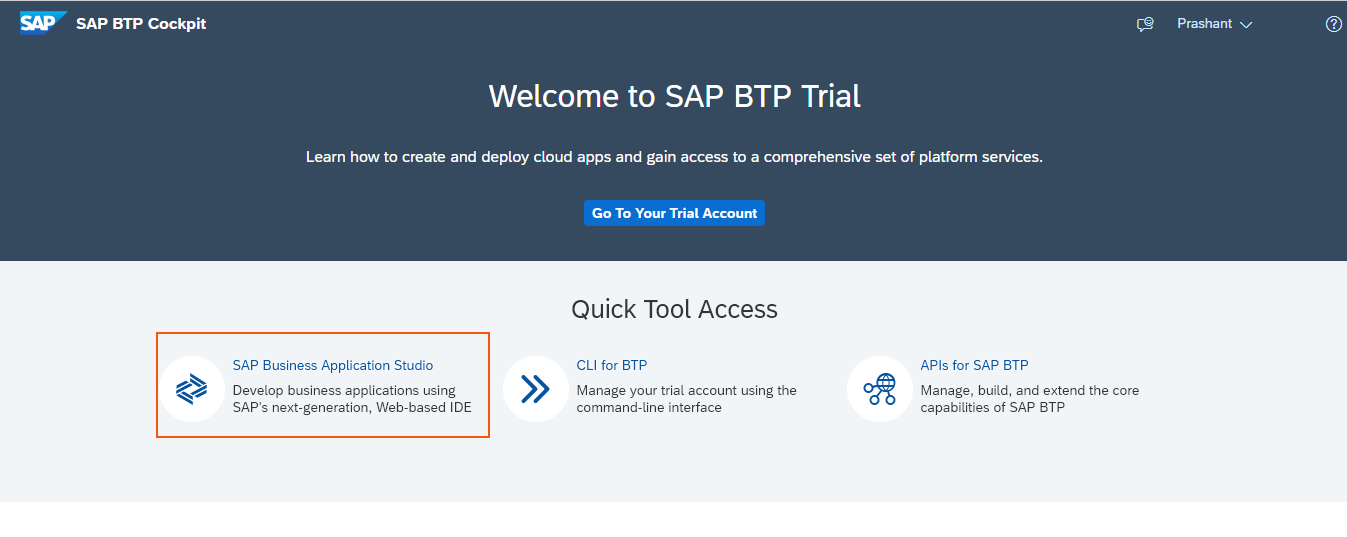 SAP SAP BTP Cockpit Prashant
Welcome to SAP BTP Trial
Learn how to create and deploy cloud apps and gain access to a comprehensive set of platform services.
Go To Your Trial Account
Quick Tool Access
SAP Business Application Studio
Develop business applications using
SAP's next-generation, Web-based IDE
CLI for BTP
Manage your trial account using the
command-line interface
APIs for SAP BTP
Manage, build, and extend the core
capabilities of SAP BTP